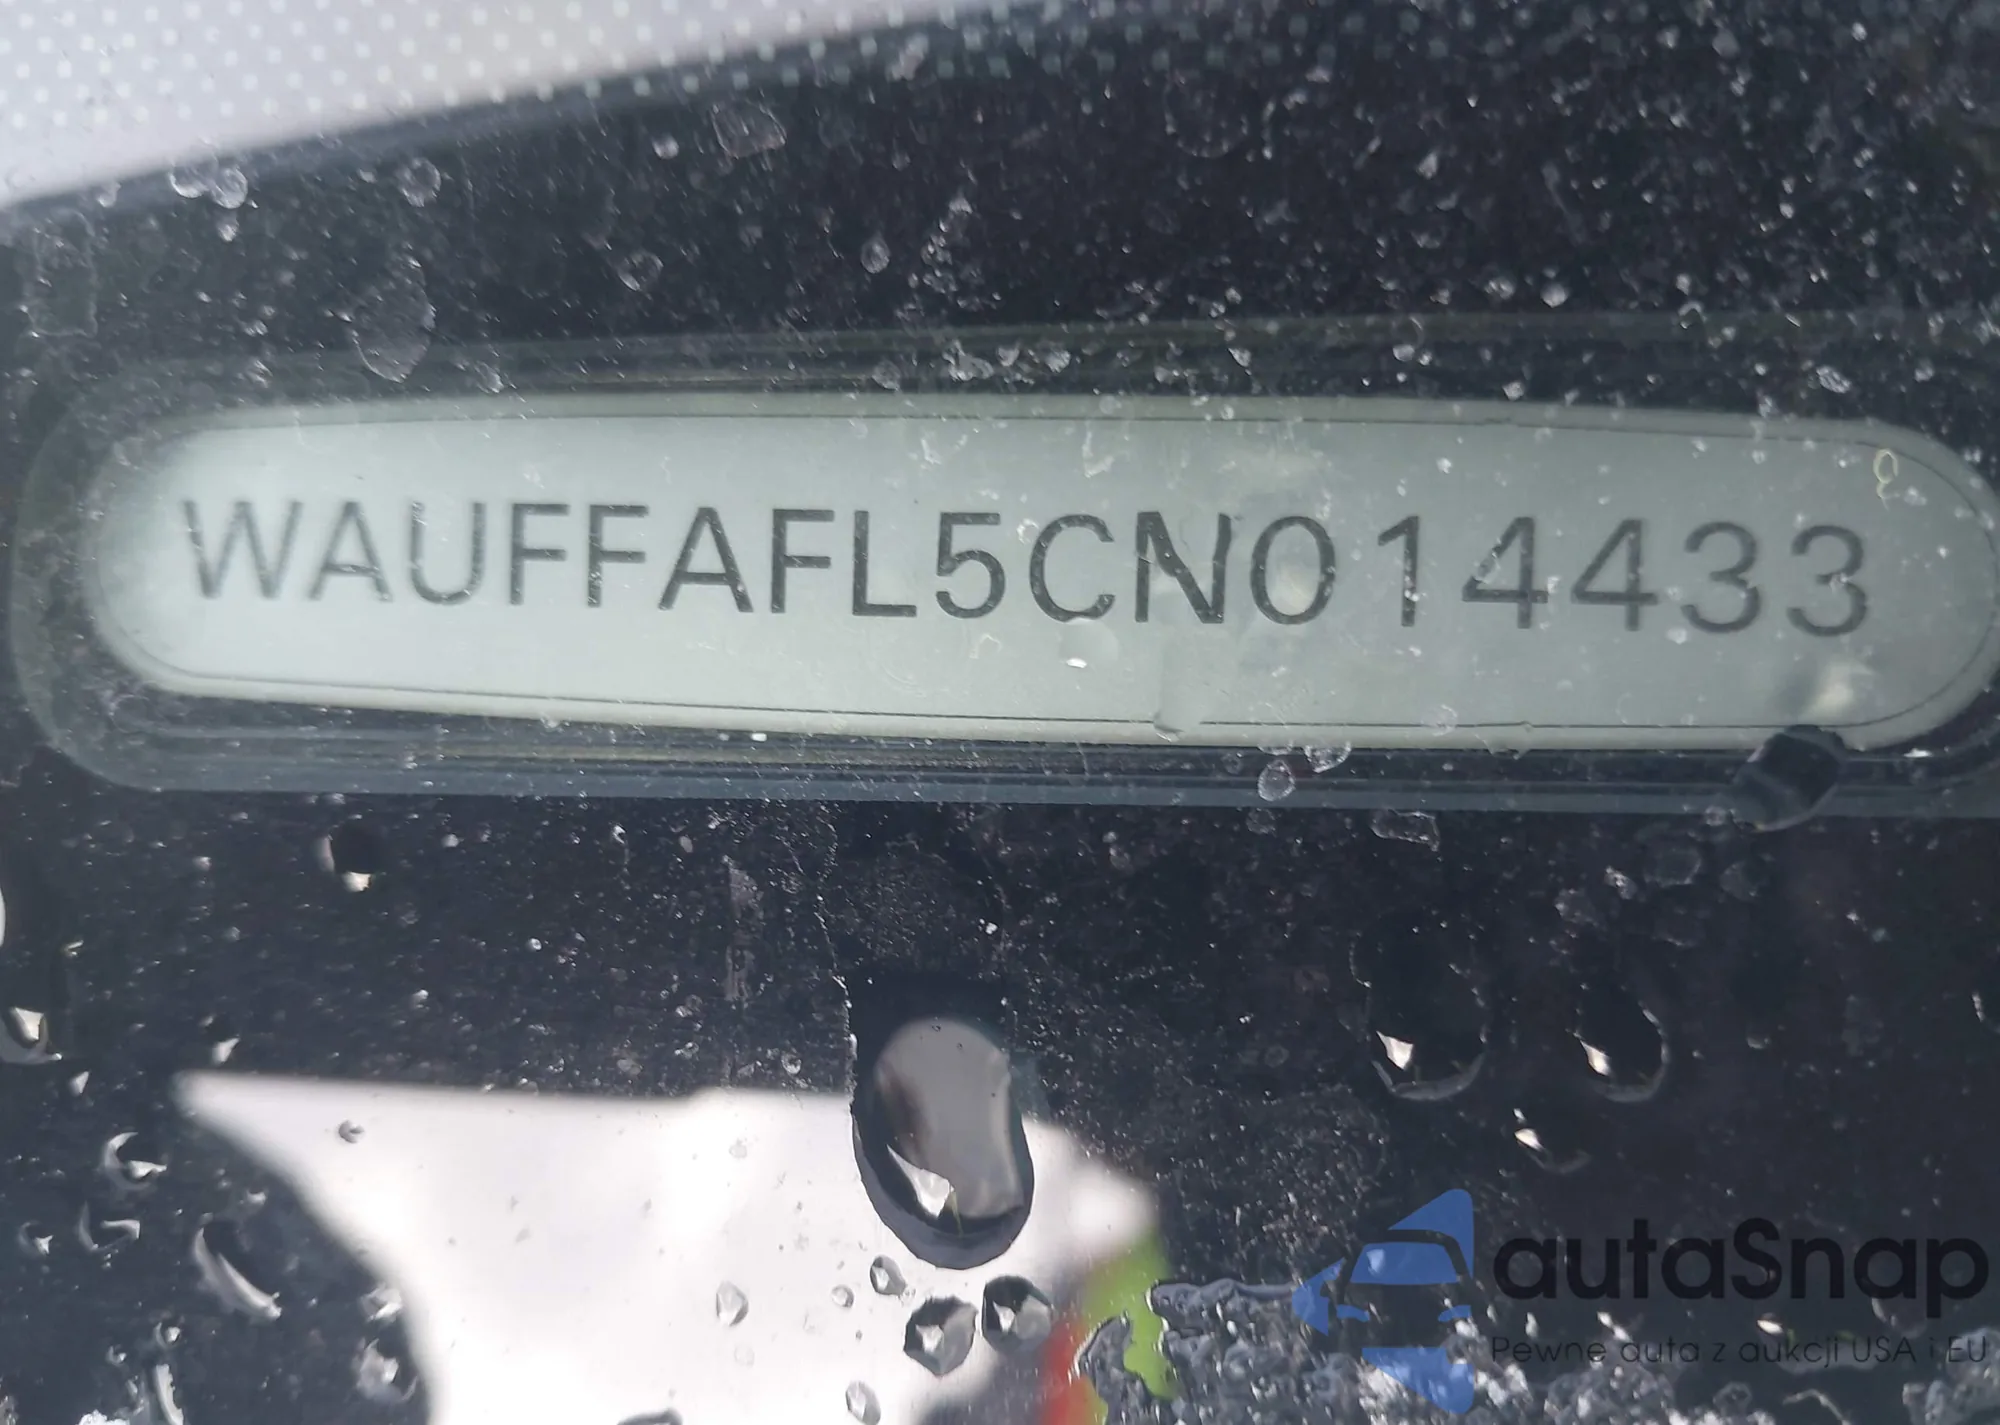 WAUFFAFL5CN014433
autaSnap
Pewne auta z aukcji USA i EU